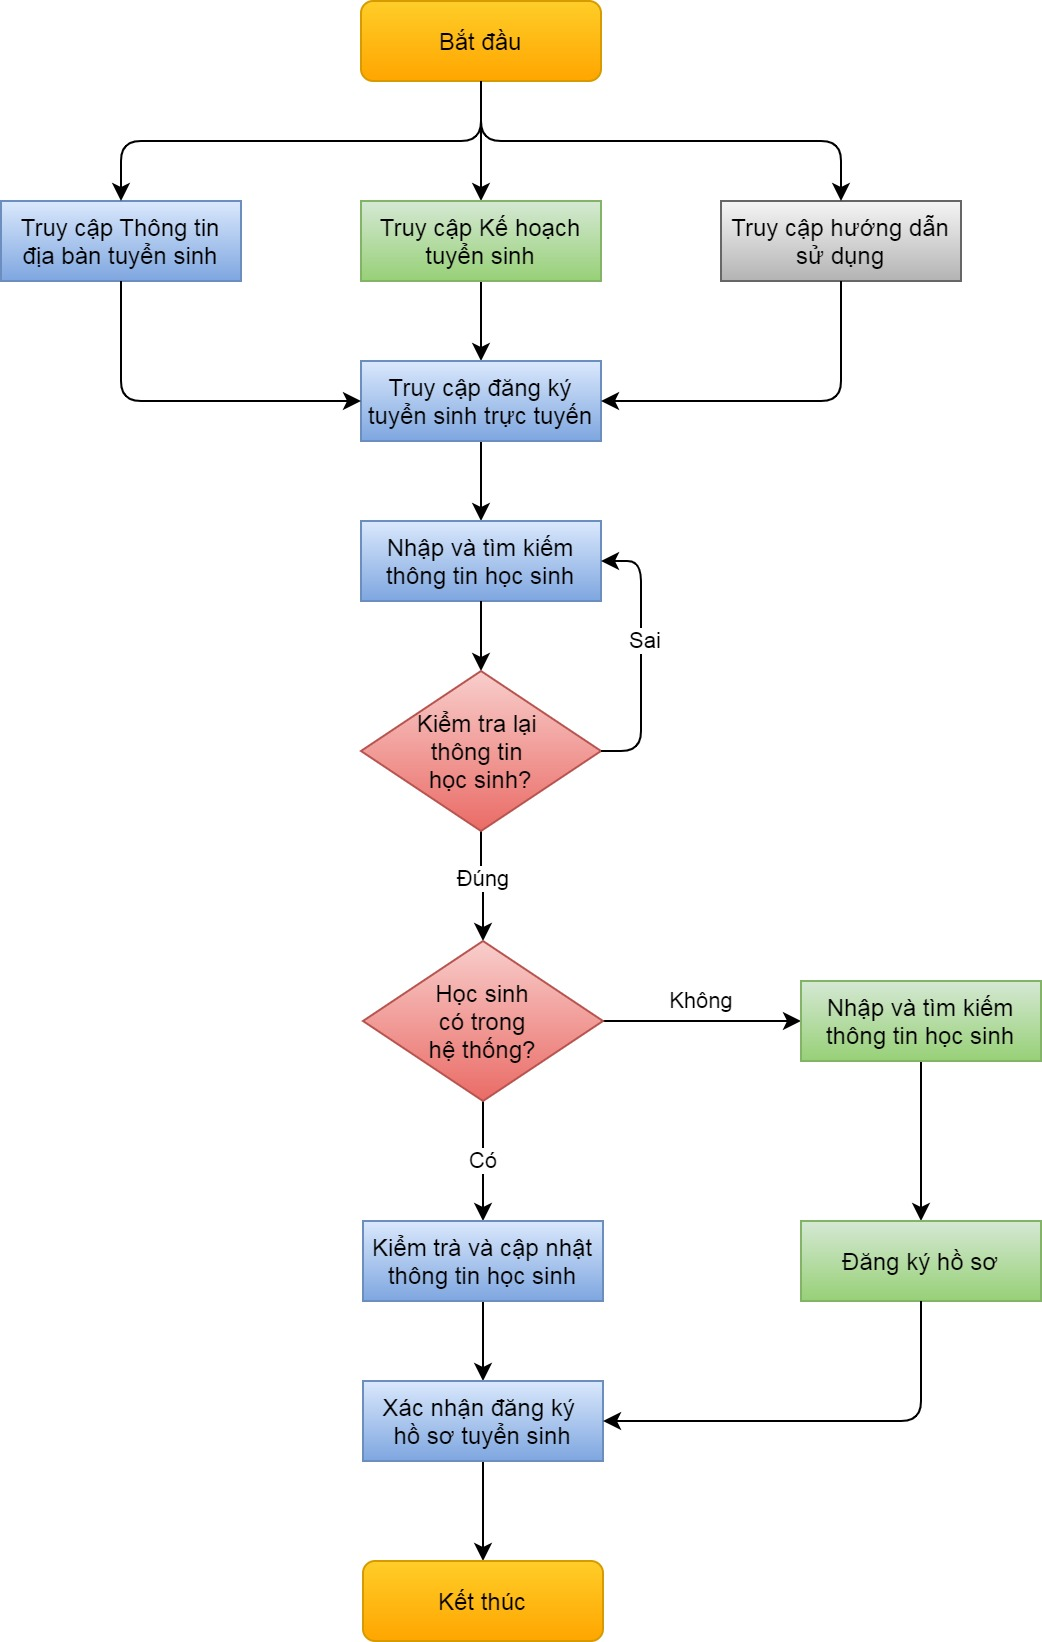 Bắt đầu
Truy cập Thông tin
địa bàn tuyển sinh
Truy cập Kế hoạch
tuyển sinh
Truy cập hướng dẫn
sử dụng
Truy cập đăng ký
tuyển sinh trực tuyến
Nhập và tìm kiếm
thông tin học sinh
Sai
Kiểm tra lại
thông tin
học sinh?
Đúng
Học sinh
có trong
hệ thống?
Không
Nhập và tìm kiếm
thông tin học sinh
Có
Kiểm trà và cập nhật
thông tin học sinh
Đăng ký hồ sơ
Xác nhận đăng ký
hồ sơ tuyển sinh
Kết thúc